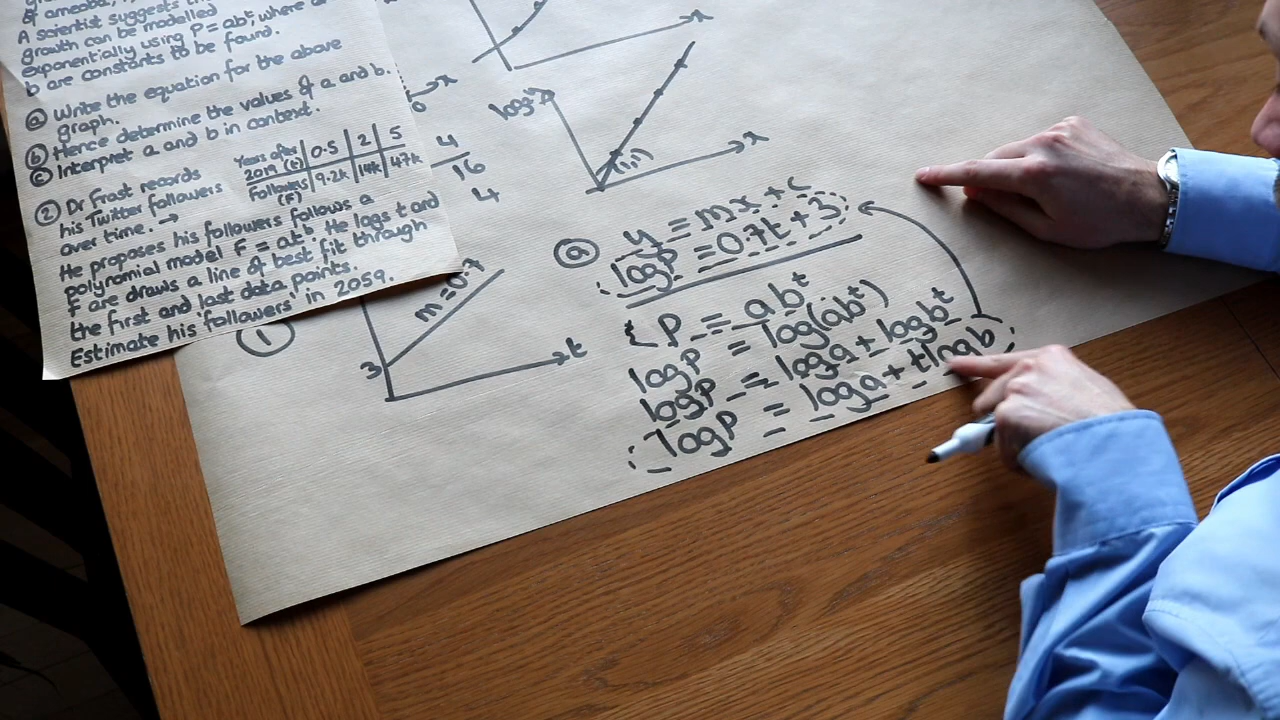 of amoeba,
A scientist suggests th
growth can be modelled
exponentially using P = abᵗ, where a
b are constants to be found.
ⓐ Write the equation for the above
graph.
ⓑ Hence determine the values of a and b.
ⓒ Interpret a and b in context.
② Dr Frost records
his Twitter followers
over time. →
Years after 2019 (t) | 0.5 | 2 | 5
Followers (F) | 9.2k | 14k | 47k
He proposes his followers follows a
polynomial model F = atᵇ. He logs t and
F are draws a line of best fit through
the first and last data points.
Estimate his 'followers' in 2059.
x
x
0
4
16
4
log y
(1,1)
x
①
m = 0.7
3
t
ⓐ y = mx + c
log P = 0.7t + 3
P = abᵗ
log P = log(abᵗ)
log P = log a + log bᵗ
log P = log a + t log b